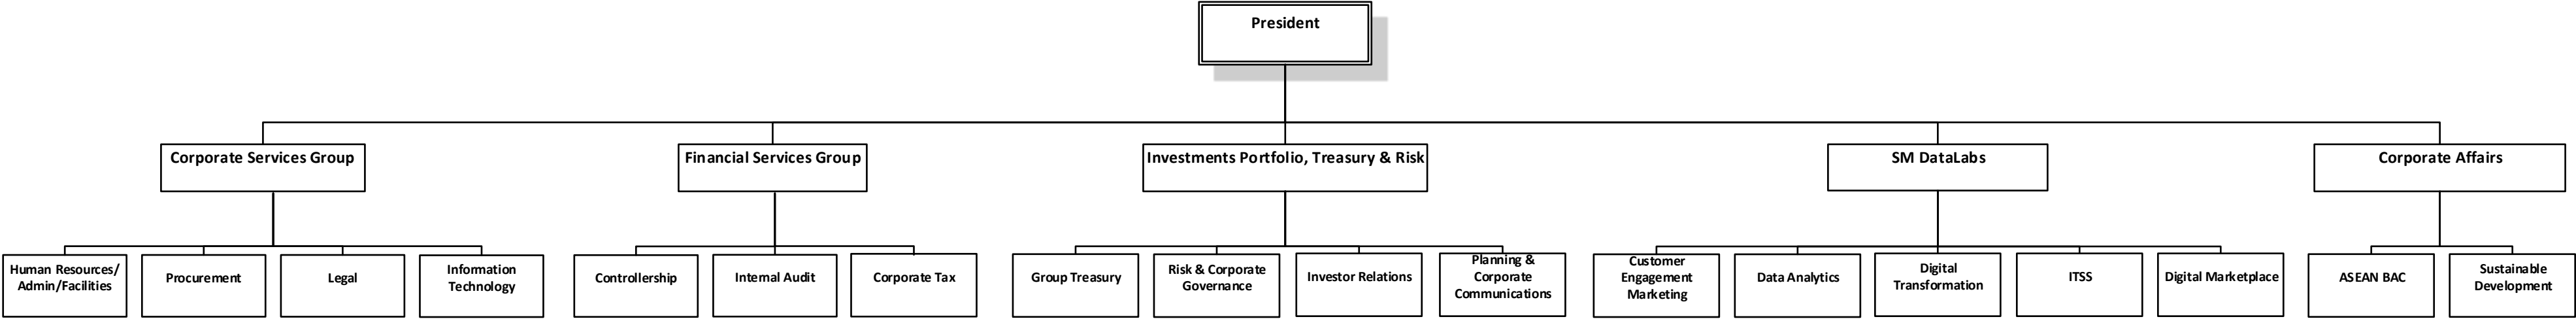 President
Corporate Services Group
Financial Services Group
Investments Portfolio, Treasury & Risk
SM DataLabs
Corporate Affairs
Human Resources/
Admin/Facilities
Procurement
Legal
Information
Technology
Controllership
Internal Audit
Corporate Tax
Group Treasury
Risk & Corporate
Governance
Investor Relations
Planning &
Corporate
Communications
Customer
Engagement
Marketing
Data Analytics
Digital
Transformation
ITSS
Digital Marketplace
ASEAN BAC
Sustainable
Development